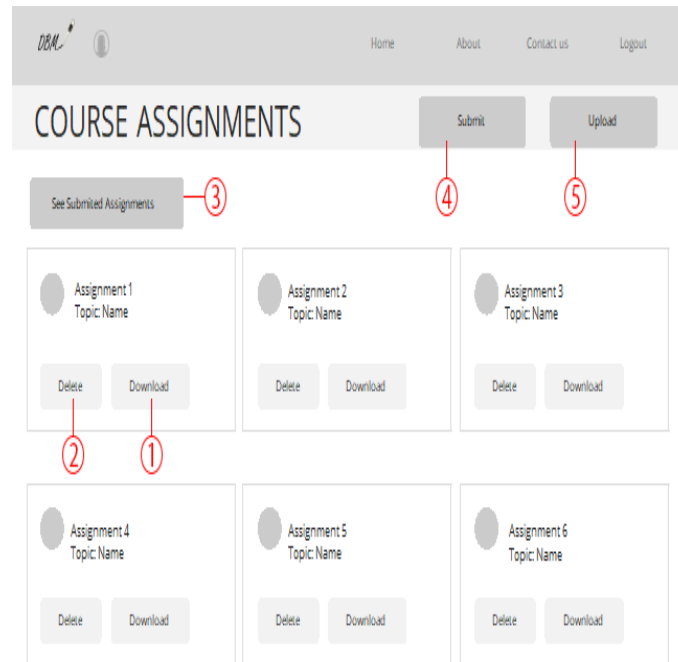 DBM
Home About Contact us Logout
COURSE ASSIGNMENTS
Submit Upload
4 5
See Submited Assignments 3
Assignment 1
Topic: Name
Delete Download
2 1
Assignment 2
Topic: Name
Delete Download
Assignment 3
Topic: Name
Delete Download
Assignment 4
Topic: Name
Delete Download
Assignment 5
Topic: Name
Delete Download
Assignment 6
Topic: Name
Delete Download